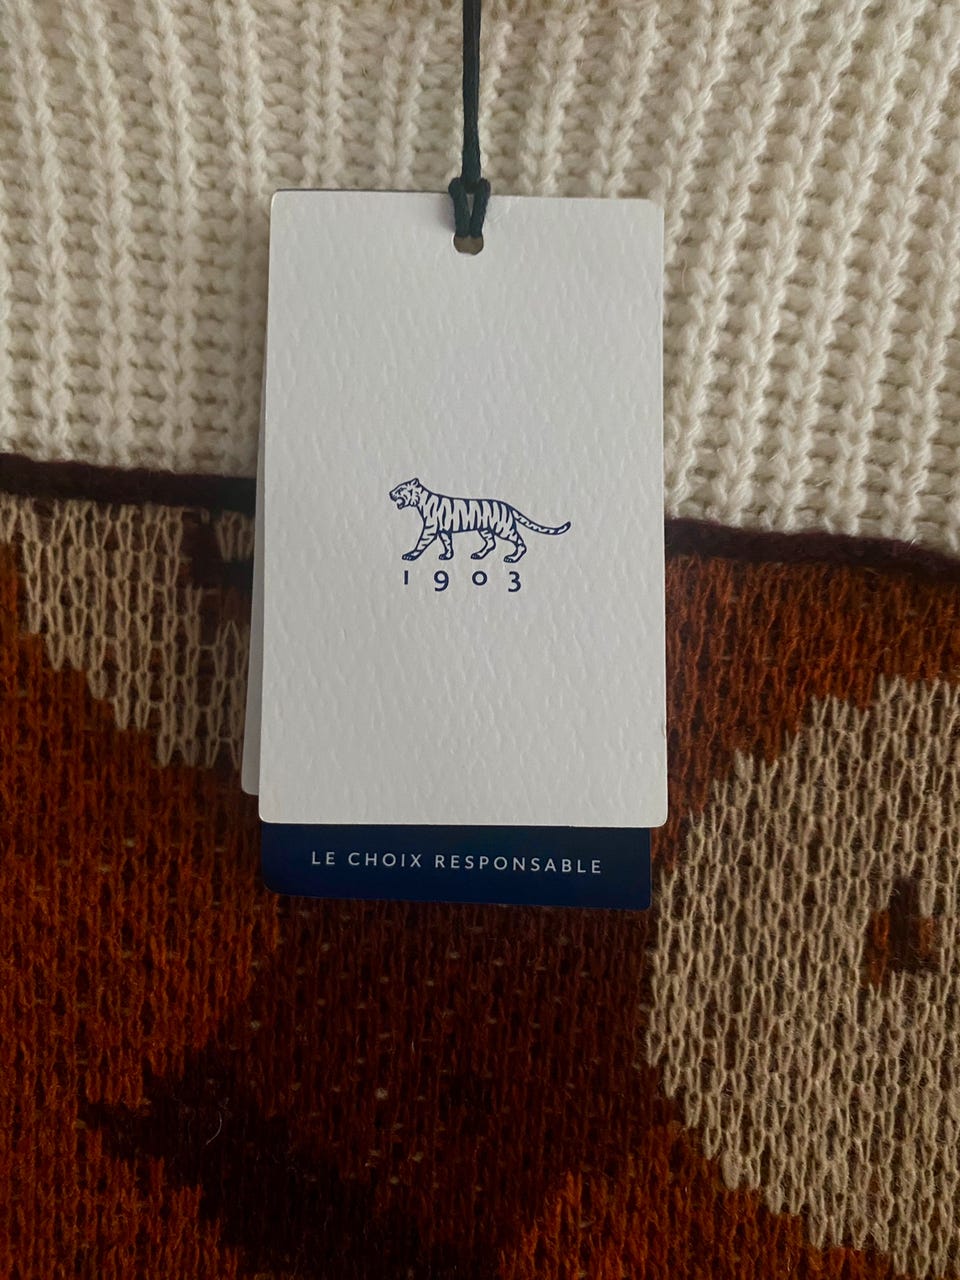 1903
LE CHOIX RESPONSABLE